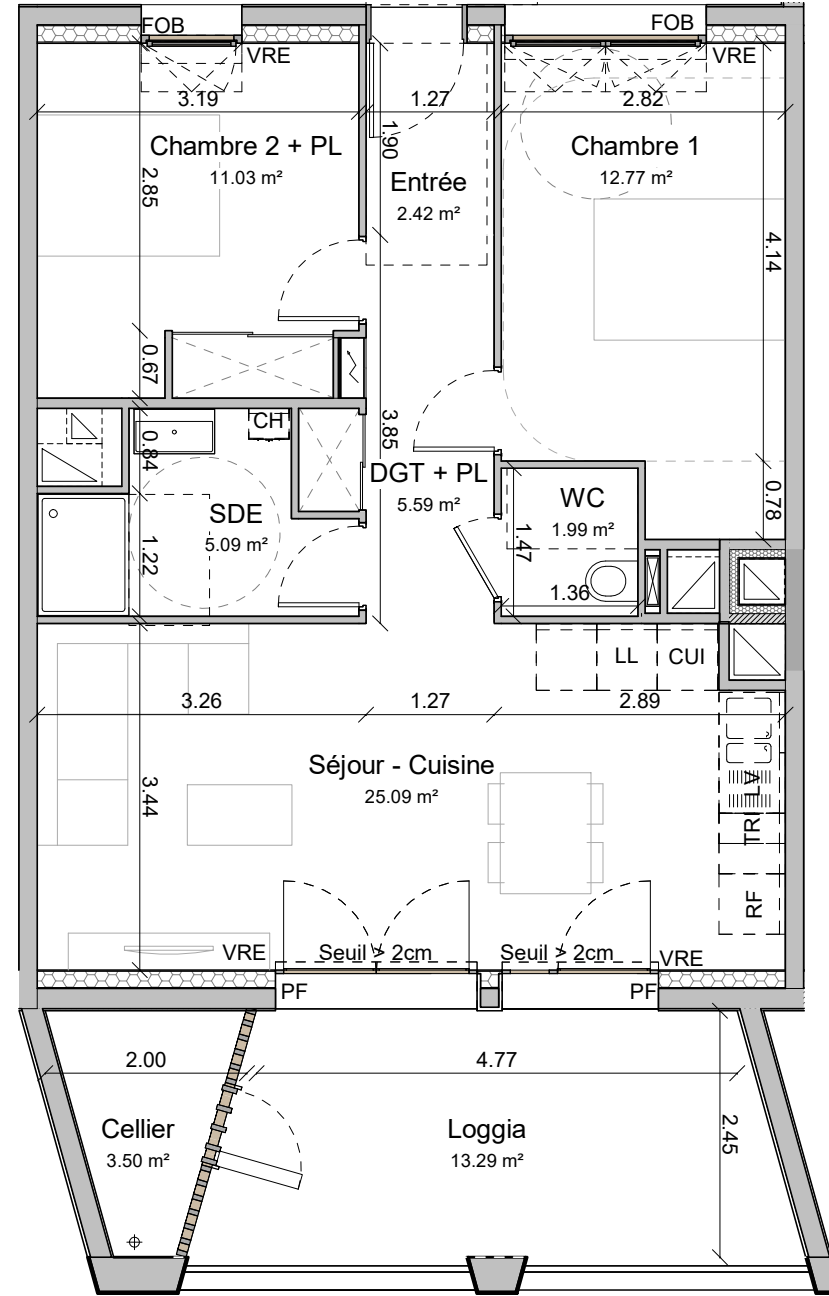 FOB
FOB
VRE
VRE
3.19
1.27
2.82
Chambre 2 + PL
11.03 m²
1.90
Chambre 1
12.77 m²
2.85
Entrée
2.42 m²
4.14
0.67
CH
3.85
0.84
DGT + PL
5.59 m²
WC
1.99 m²
0.78
SDE
5.09 m²
1.22
1.47
1.36
LL
CUI
3.26
1.27
2.89
Séjour - Cuisine
25.09 m²
3.44
LV
TRI
RF
VRE
Seuil > 2cm
Seuil > 2cm
VRE
PF
PF
2.00
4.77
Cellier
3.50 m²
Loggia
13.29 m²
2.45